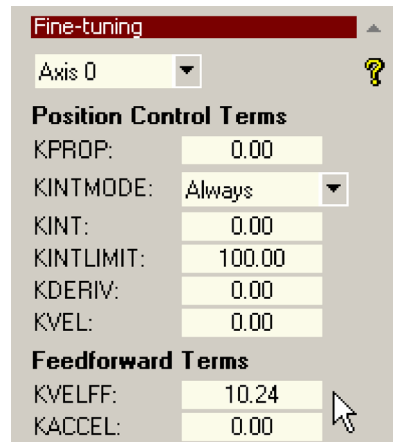 Fine-tuning
Axis 0
Position Control Terms
KPROP: 0.00
KINTMODE: Always
KINT: 0.00
KINTLIMIT: 100.00
KDERIV: 0.00
KVEL: 0.00
Feedforward Terms
KVELFF: 10.24
KACCEL: 0.00